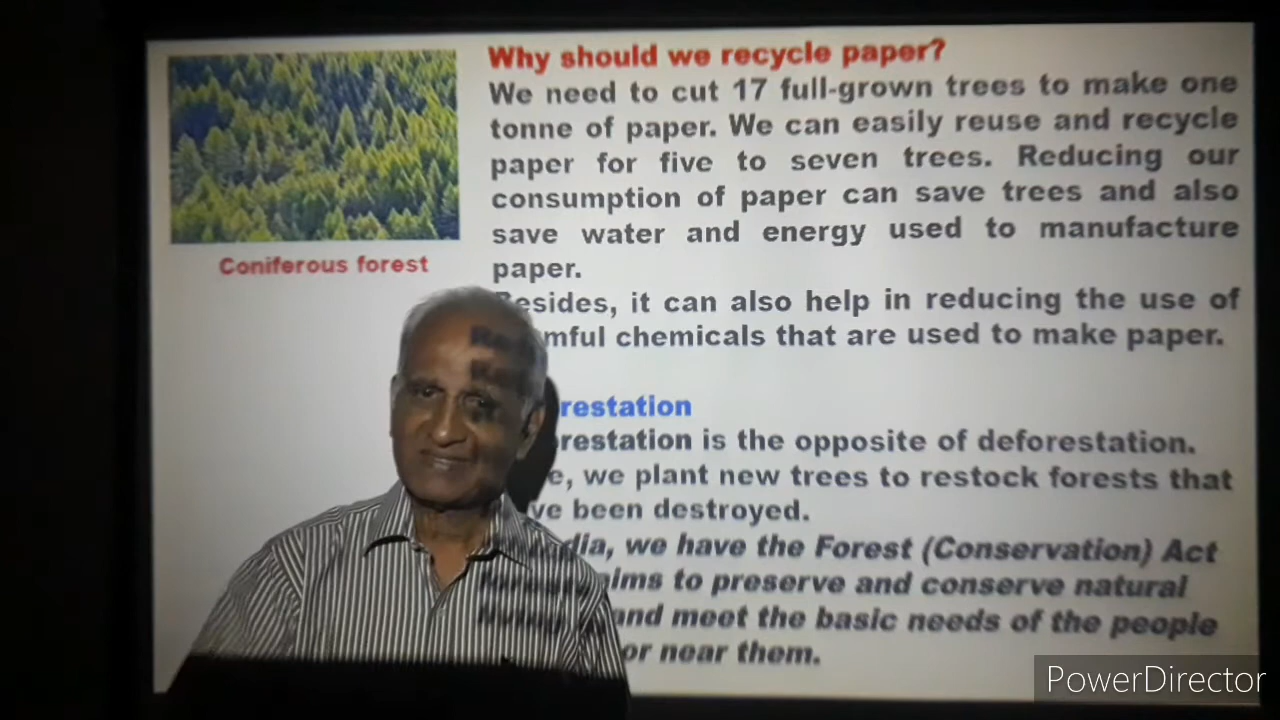 Why should we recycle paper?
We need to cut 17 full-grown trees to make one
tonne of paper. We can easily reuse and recycle
paper for five to seven trees. Reducing our
consumption of paper can save trees and also
save water and energy used to manufacture
paper.
Besides, it can also help in reducing the use of
mful chemicals that are used to make paper.
Coniferous forest
restation
restation is the opposite of deforestation.
e, we plant new trees to restock forests that
ve been destroyed.
dia, we have the Forest (Conservation) Act
aims to preserve and conserve natural
and meet the basic needs of the people
or near them.
PowerDirector